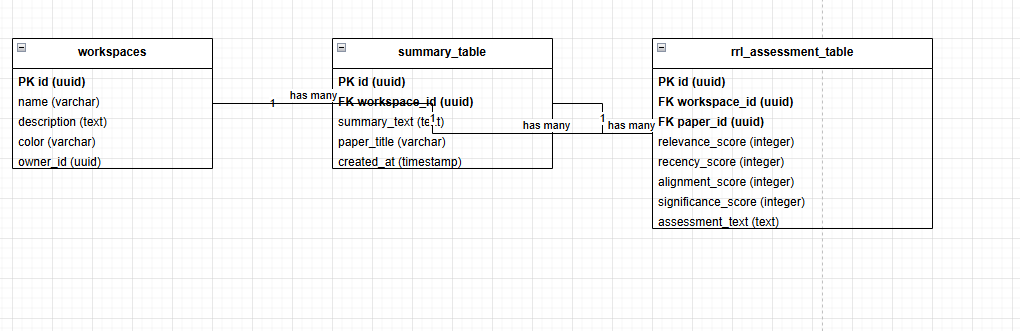 workspaces
PK id (uuid)
name (varchar)
description (text)
color (varchar)
owner_id (uuid)
1
has many
summary_table
PK id (uuid)
FK workspace_id (uuid)
summary_text (text)
paper_title (varchar)
created_at (timestamp)
1
has many
1
has many
rrl_assessment_table
PK id (uuid)
FK workspace_id (uuid)
FK paper_id (uuid)
relevance_score (integer)
recency_score (integer)
alignment_score (integer)
significance_score (integer)
assessment_text (text)